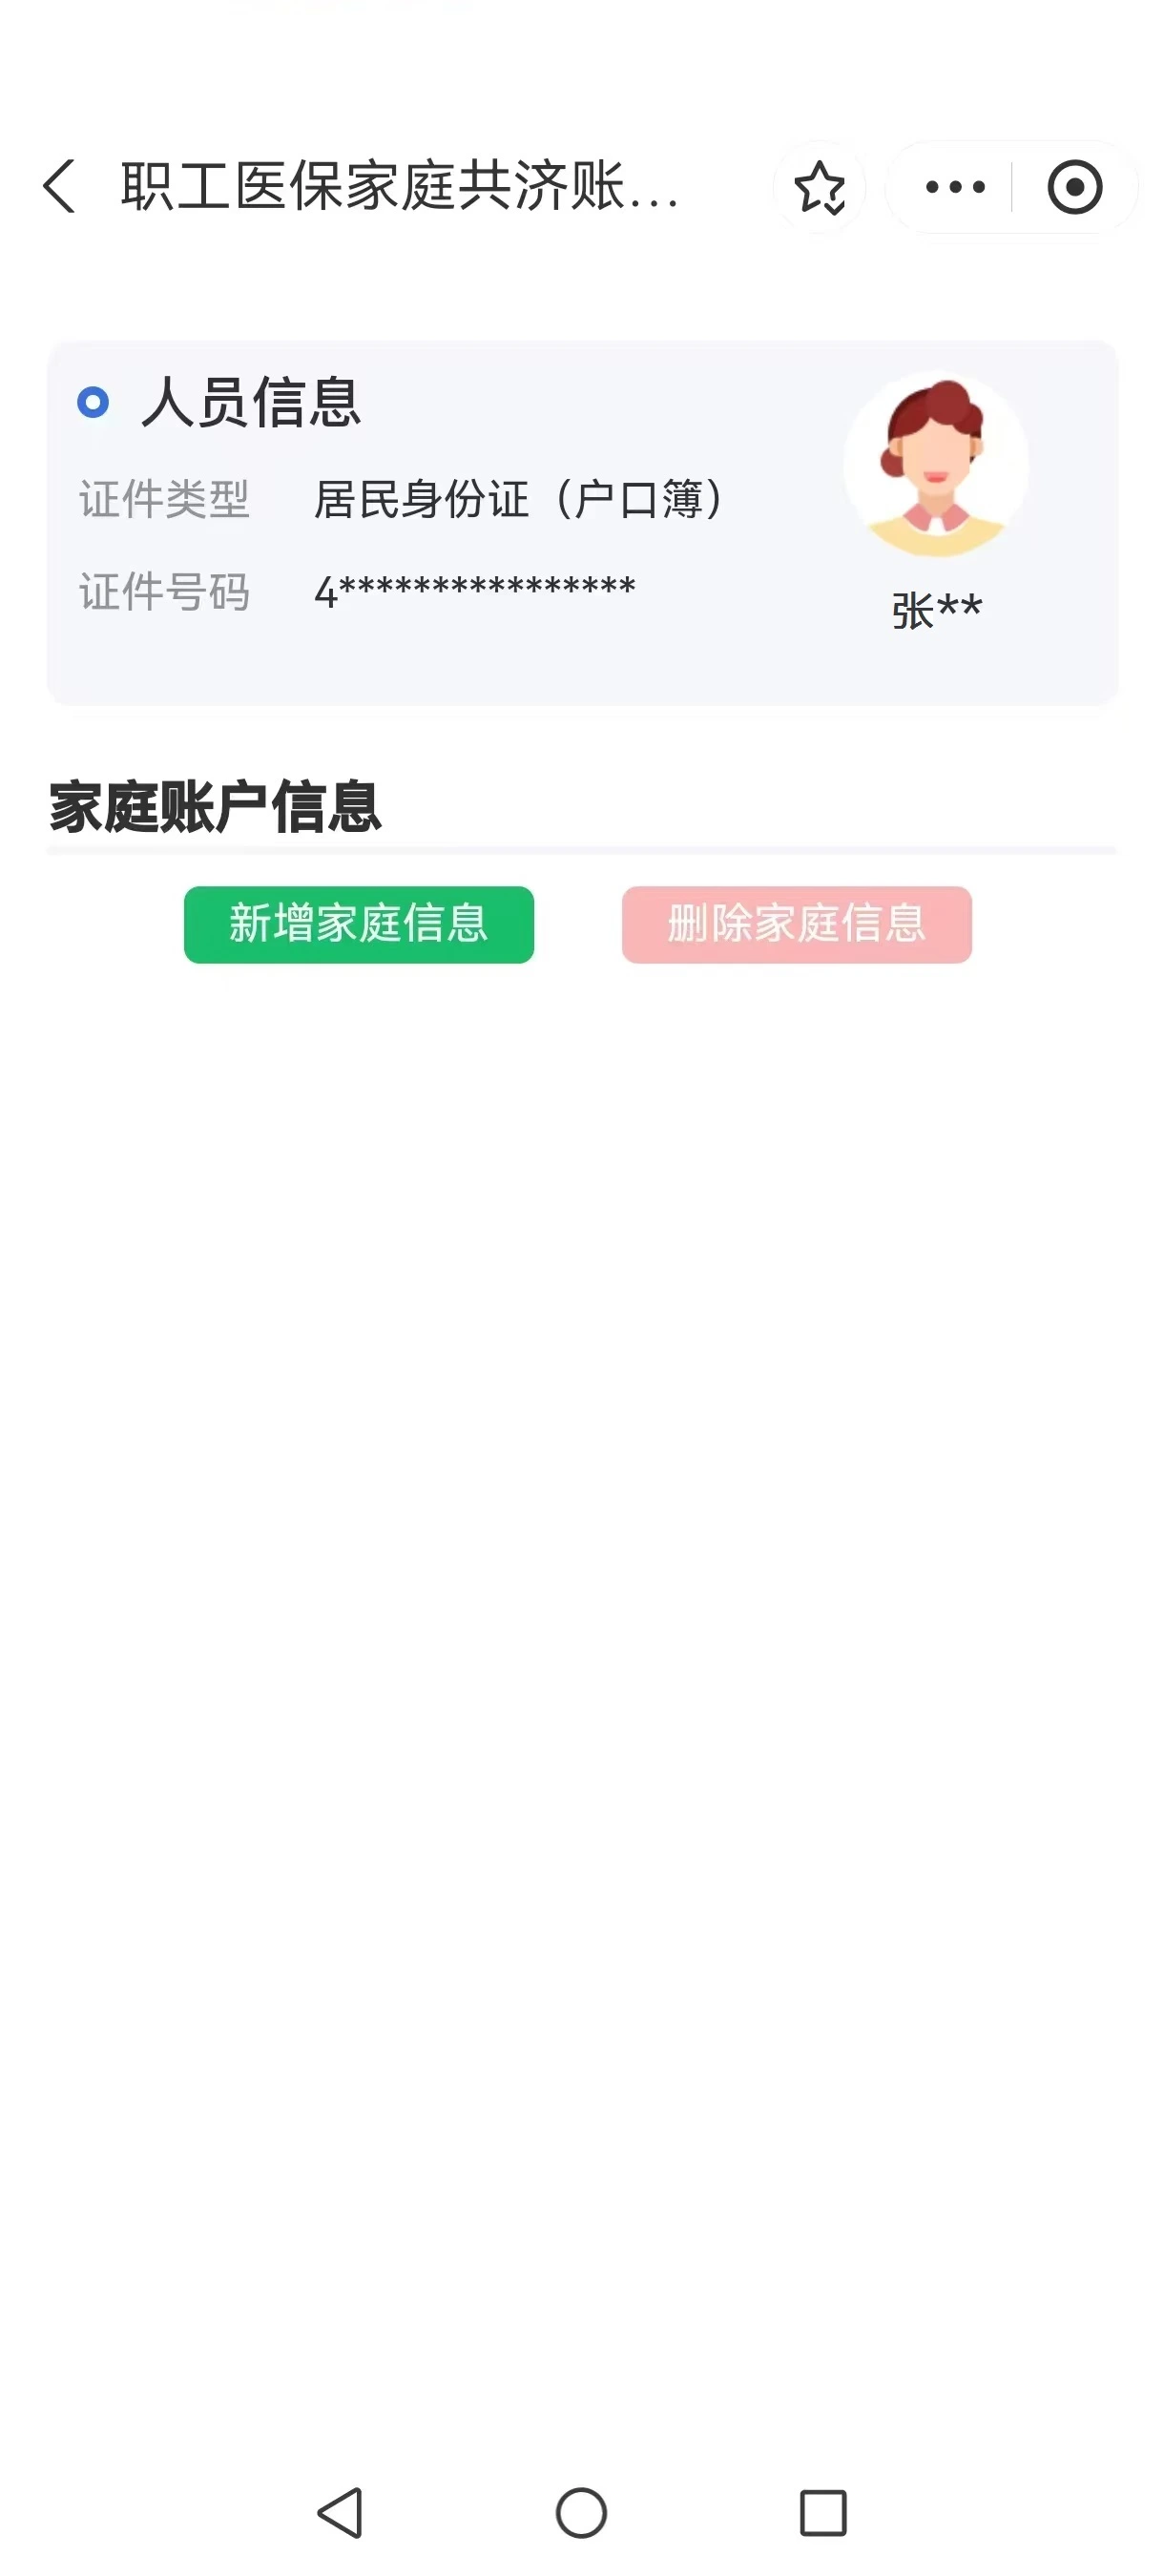 职工医保家庭共济账...
人员信息
证件类型 居民身份证（户口簿）
证件号码 4****************
张**
家庭账户信息
新增家庭信息 删除家庭信息